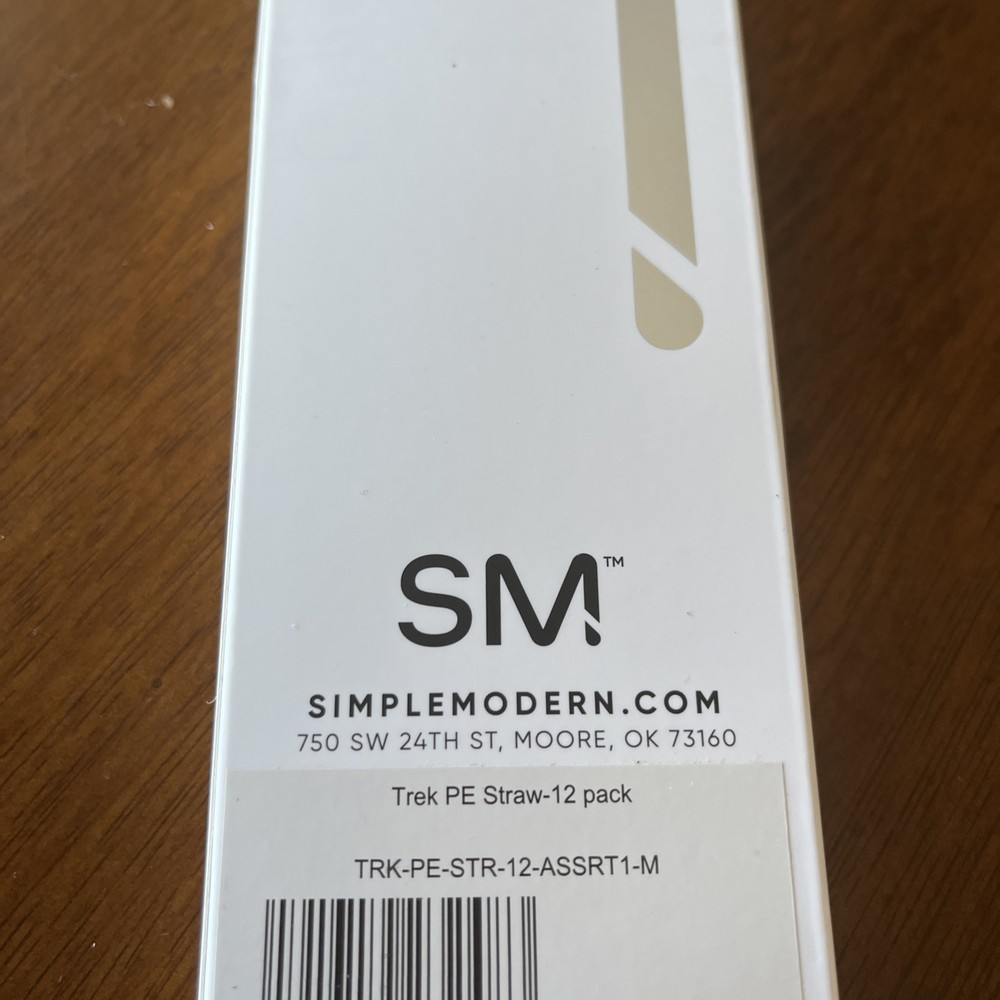 SM™
SIMPLEMODERN.COM
750 SW 24TH ST, MOORE, OK 73160
Trek PE Straw-12 pack
TRK-PE-STR-12-ASSRT1-M